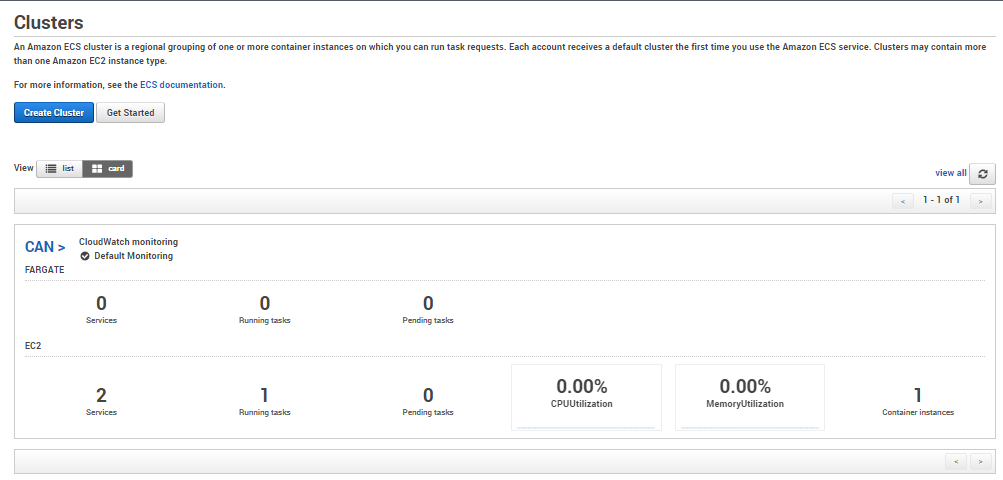 Clusters
An Amazon ECS cluster is a regional grouping of one or more container instances on which you can run task requests. Each account receives a default cluster the first time you use the Amazon ECS service. Clusters may contain more
than one Amazon EC2 instance type.
For more information, see the ECS documentation.
Create Cluster Get Started
View list card
view all
< 1 - 1 of 1 >
CAN > CloudWatch monitoring
Default Monitoring
FARGATE
0 0 0
Services Running tasks Pending tasks
EC2
2 1 0 0.00% 0.00% 1
Services Running tasks Pending tasks CPUUtilization MemoryUtilization Container instances
< >